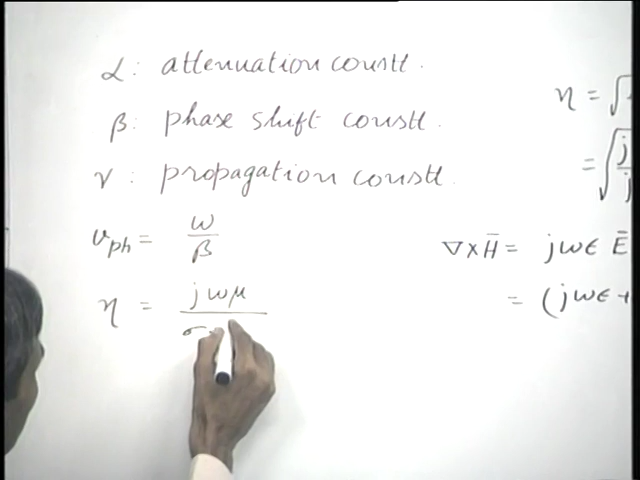 α: attenuation constt.
β: phase shift constt.
γ: propagation constt.
v_ph = ω/β
η = jωμ/σ
η = √
= √j/j
∇×H̄ = jωϵ Ē
= (jωϵ +